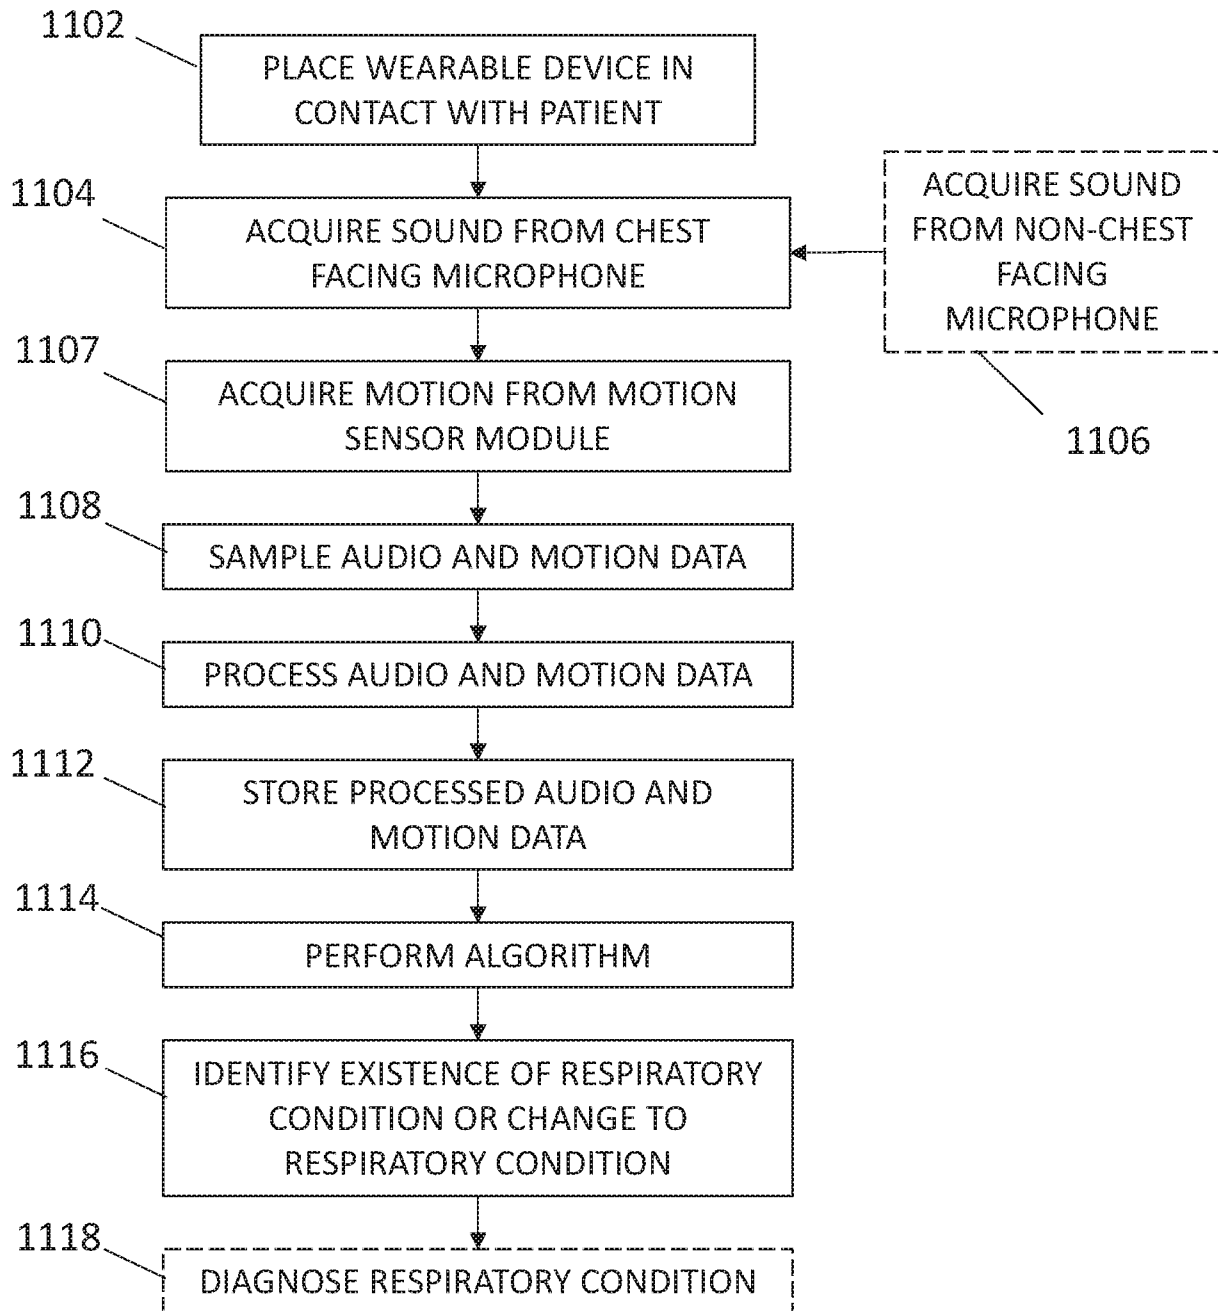 1102
PLACE WEARABLE DEVICE IN
CONTACT WITH PATIENT
1104
ACQUIRE SOUND FROM CHEST
FACING MICROPHONE
ACQUIRE SOUND
FROM NON-CHEST
FACING
MICROPHONE
1106
1107
ACQUIRE MOTION FROM MOTION
SENSOR MODULE
1108
SAMPLE AUDIO AND MOTION DATA
1110
PROCESS AUDIO AND MOTION DATA
1112
STORE PROCESSED AUDIO AND
MOTION DATA
1114
PERFORM ALGORITHM
1116
IDENTIFY EXISTENCE OF RESPIRATORY
CONDITION OR CHANGE TO
RESPIRATORY CONDITION
1118
DIAGNOSE RESPIRATORY CONDITION